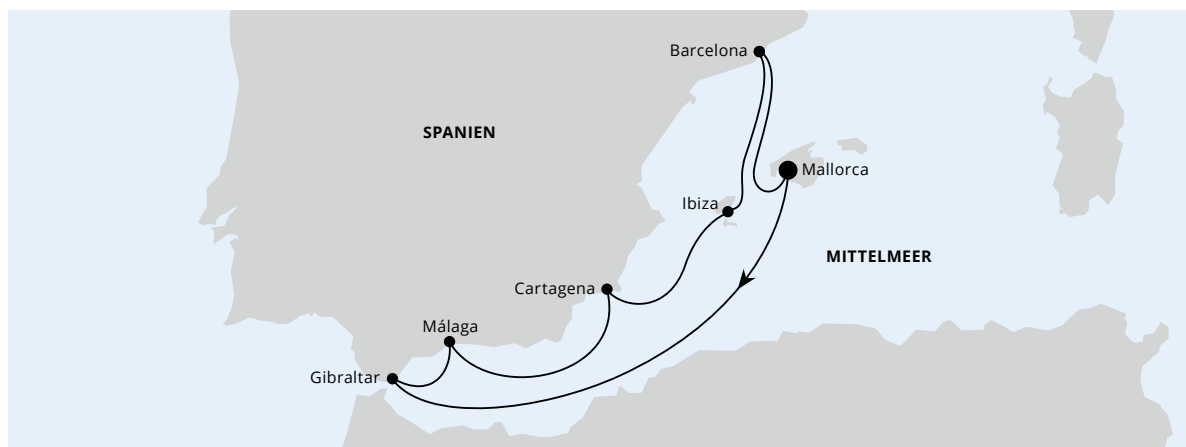 Barcelona
SPANIEN
Mallorca
Ibiza
MITTELMEER
Cartagena
Málaga
Gibraltar